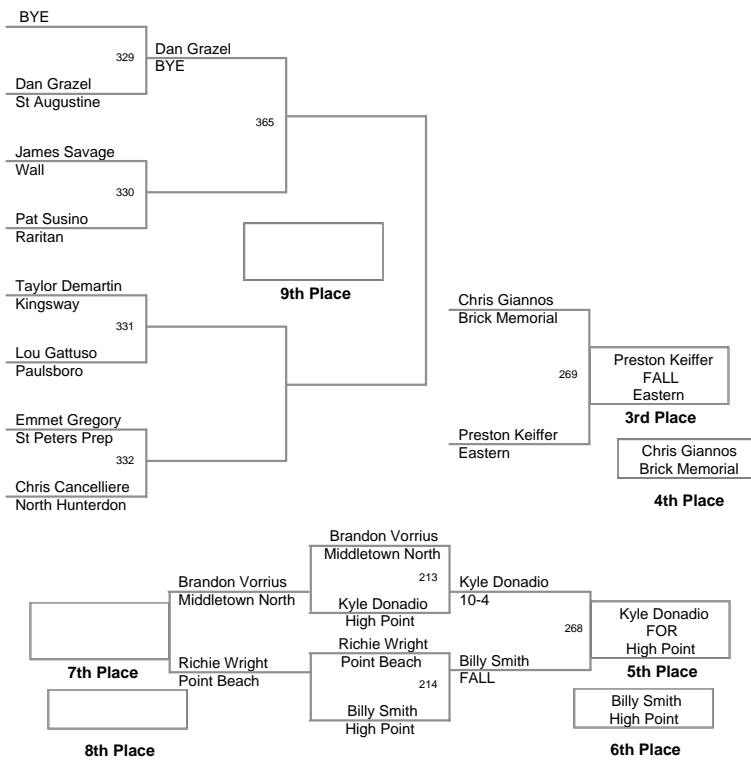 BYE
329
Dan Grazel
BYE
Dan Grazel
St Augustine
365
James Savage
Wall
330
Pat Susino
Raritan
9th Place
Taylor Demartin
Kingsway
331
Lou Gattuso
Paulsboro
Emmet Gregory
St Peters Prep
332
Chris Cancelliere
North Hunterdon
Chris Giannos
Brick Memorial
269
Preston Keiffer
FALL
Eastern
3rd Place
Preston Keiffer
Eastern
Chris Giannos
Brick Memorial
4th Place
Brandon Vorrius
Middletown North
213
Brandon Vorrius
Middletown North
Kyle Donadio
High Point
Kyle Donadio
10-4
268
Kyle Donadio
FOR
High Point
5th Place
7th Place
Richie Wright
Point Beach
Richie Wright
Point Beach
214
Billy Smith
FALL
Billy Smith
High Point
8th Place
Billy Smith
High Point
6th Place